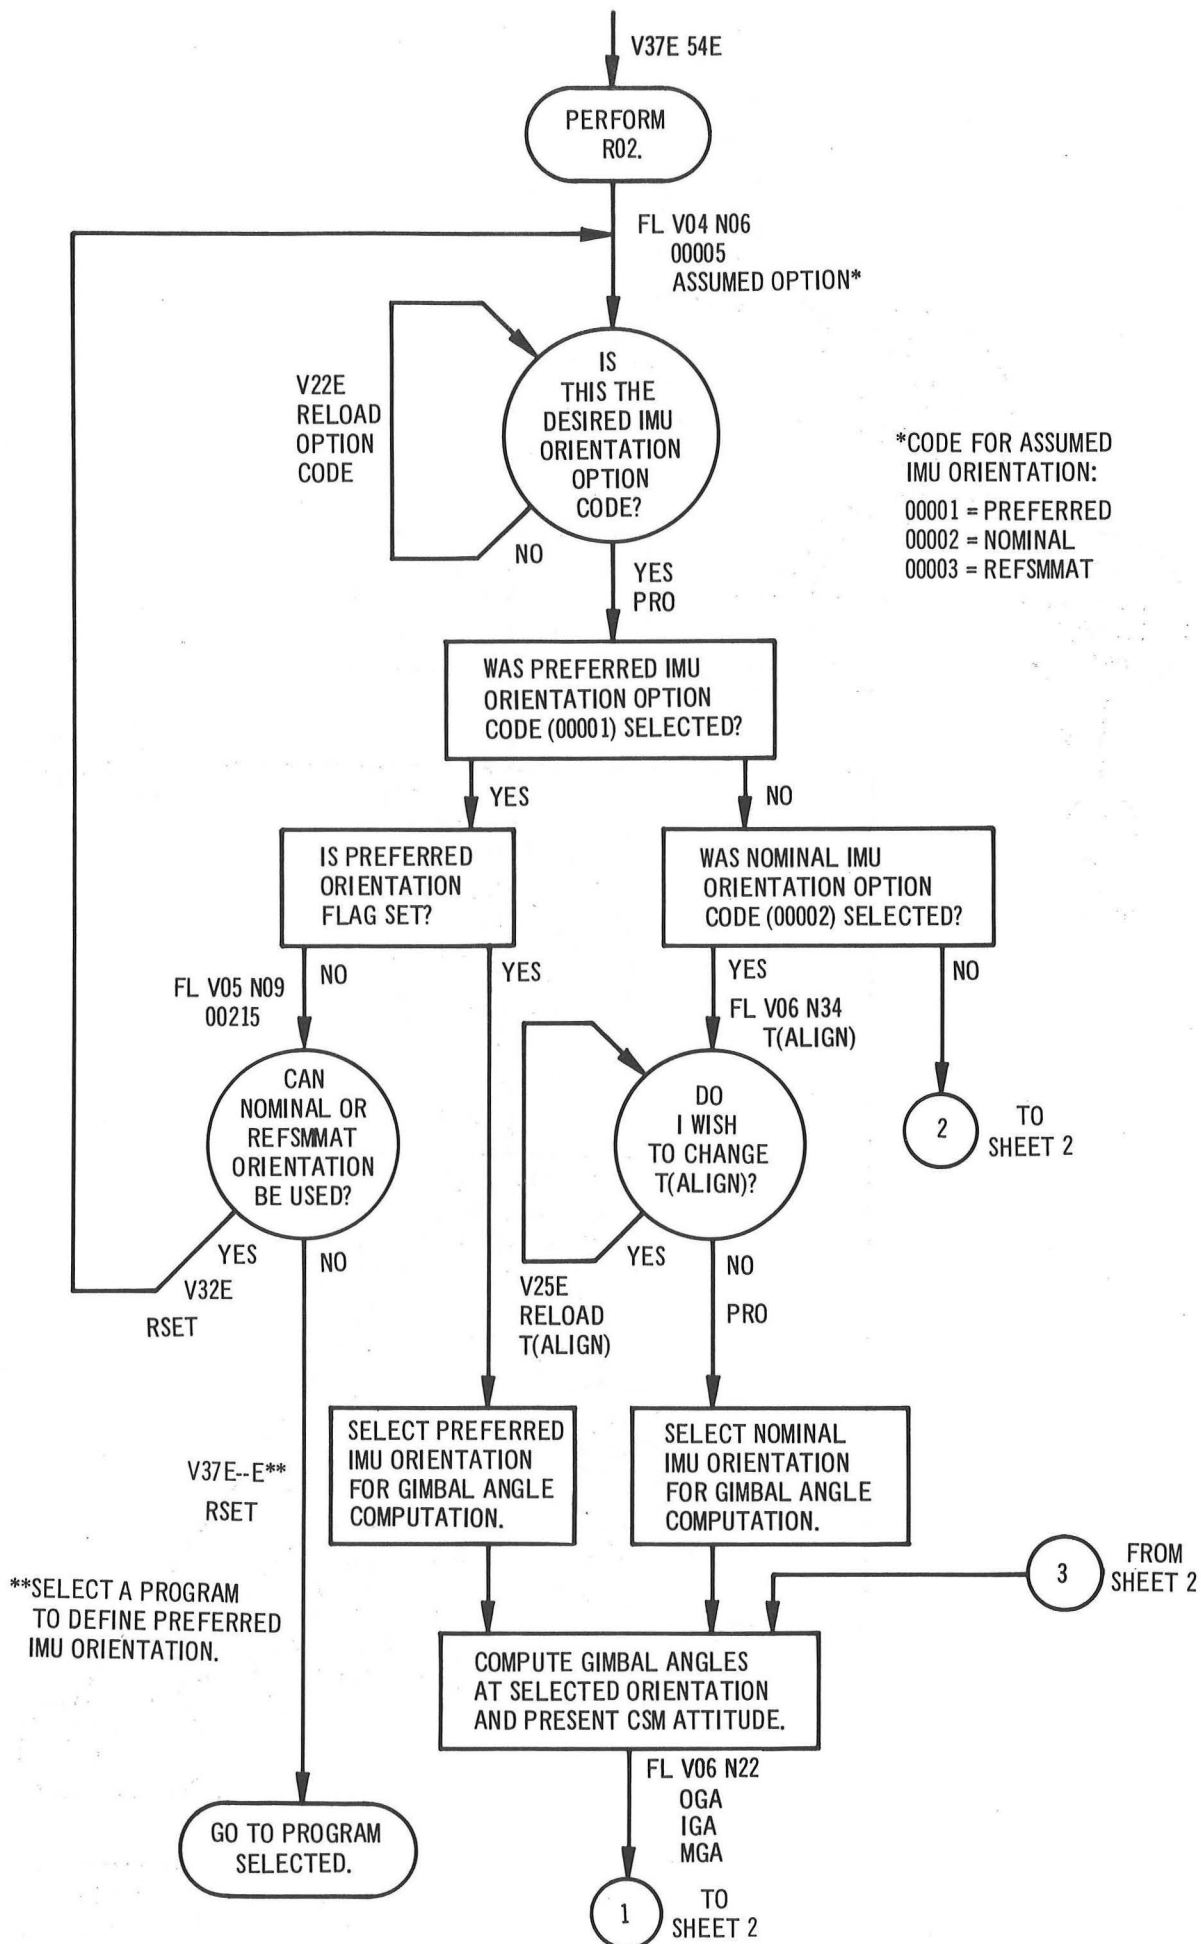 V37E 54E
PERFORM
R02.
FL V04 N06
00005
ASSUMED OPTION*
IS
THIS THE
DESIRED IMU
ORIENTATION
OPTION
CODE?
V22E
RELOAD
OPTION
CODE
NO
YES
PRO
*CODE FOR ASSUMED
IMU ORIENTATION:
00001 = PREFERRED
00002 = NOMINAL
00003 = REFSMMAT
WAS PREFERRED IMU
ORIENTATION OPTION
CODE (00001) SELECTED?
YES
NO
IS PREFERRED
ORIENTATION
FLAG SET?
WAS NOMINAL IMU
ORIENTATION OPTION
CODE (00002) SELECTED?
FL V05 N09
00215
NO
YES
YES
FL V06 N34
T(ALIGN)
NO
CAN
NOMINAL OR
REFSMMAT
ORIENTATION
BE USED?
DO
I WISH
TO CHANGE
T(ALIGN)?
2
TO
SHEET 2
YES
V32E
RSET
NO
YES
V25E
RELOAD
T(ALIGN)
NO
PRO
SELECT PREFERRED
IMU ORIENTATION
FOR GIMBAL ANGLE
COMPUTATION.
SELECT NOMINAL
IMU ORIENTATION
FOR GIMBAL ANGLE
COMPUTATION.
V37E--E**
RSET
**SELECT A PROGRAM
TO DEFINE PREFERRED
IMU ORIENTATION.
3
FROM
SHEET 2
COMPUTE GIMBAL ANGLES
AT SELECTED ORIENTATION
AND PRESENT CSM ATTITUDE.
FL V06 N22
OGA
IGA
MGA
GO TO PROGRAM
SELECTED.
1
TO
SHEET 2